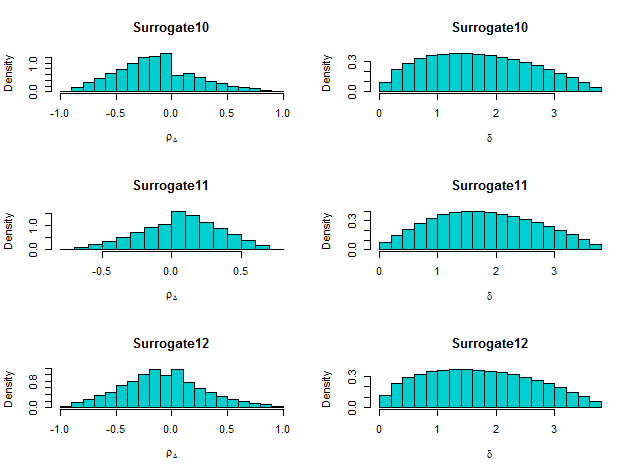 Surrogate10
Density
0.0
1.0
-1.0 -0.5 0.0 0.5 1.0
ρΔ
Surrogate10
Density
0.0
0.3
0 1 2 3
δ
Surrogate11
Density
0.0
1.0
-0.5 0.0 0.5
ρΔ
Surrogate11
Density
0.0
0.3
0 1 2 3
δ
Surrogate12
Density
0.0
0.8
-1.0 -0.5 0.0 0.5 1.0
ρΔ
Surrogate12
Density
0.0
0.3
0 1 2 3
δ